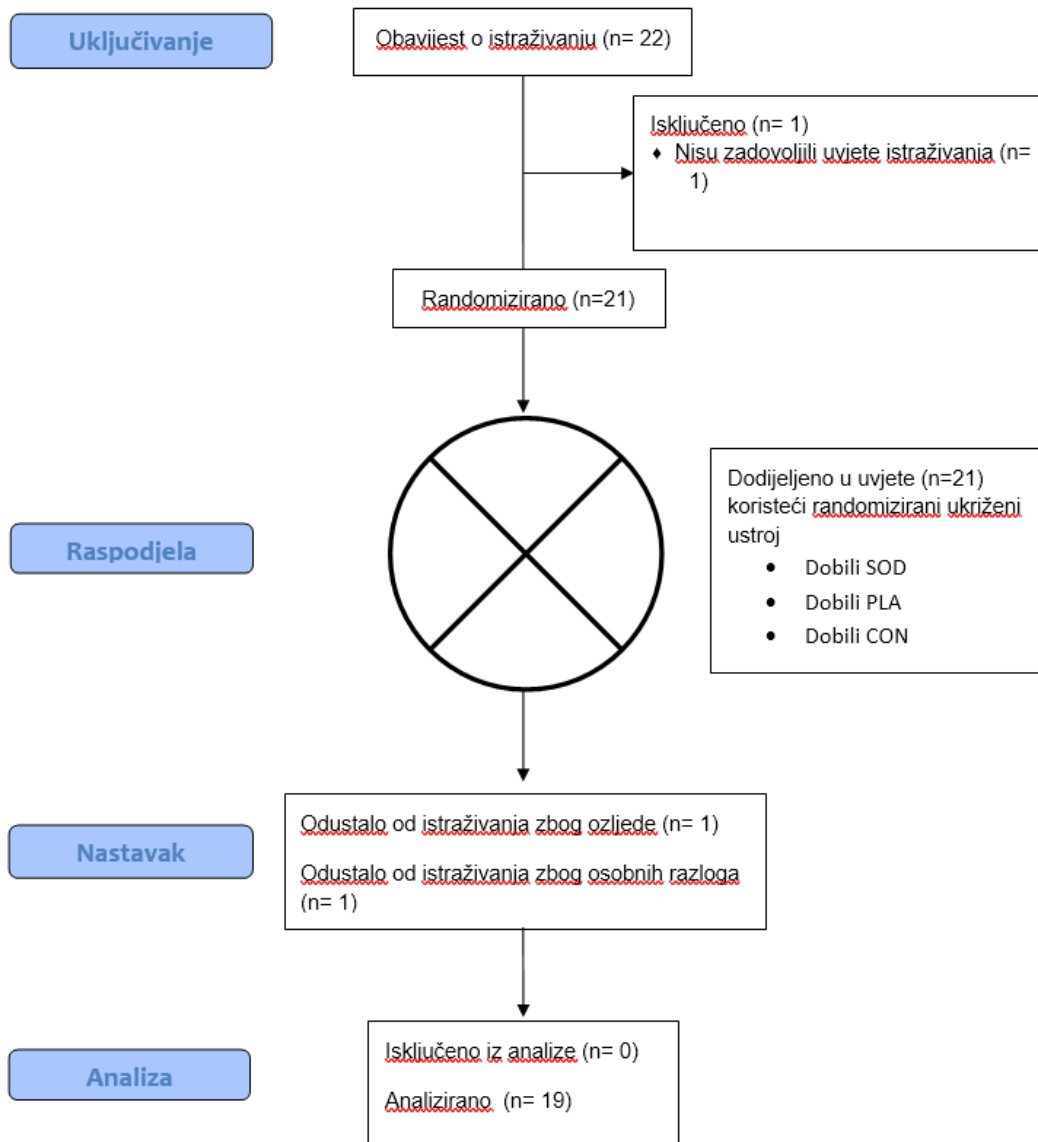 Uključivanje
Obavijest o istraživanju (n= 22)
Isključeno (n= 1)
♦ Nisu zadovoljili uvjete istraživanja (n=
1)
Randomizirano (n=21)
Raspodjela
Dodijeljeno u uvjete (n=21)
koristeći randomizirani ukriženi
ustroj
• Dobili SOD
• Dobili PLA
• Dobili CON
Nastavak
Odustalo od istraživanja zbog ozljede (n= 1)
Odustalo od istraživanja zbog osobnih razloga
(n= 1)
Analiza
Isključeno iz analize (n= 0)
Analizirano (n= 19)